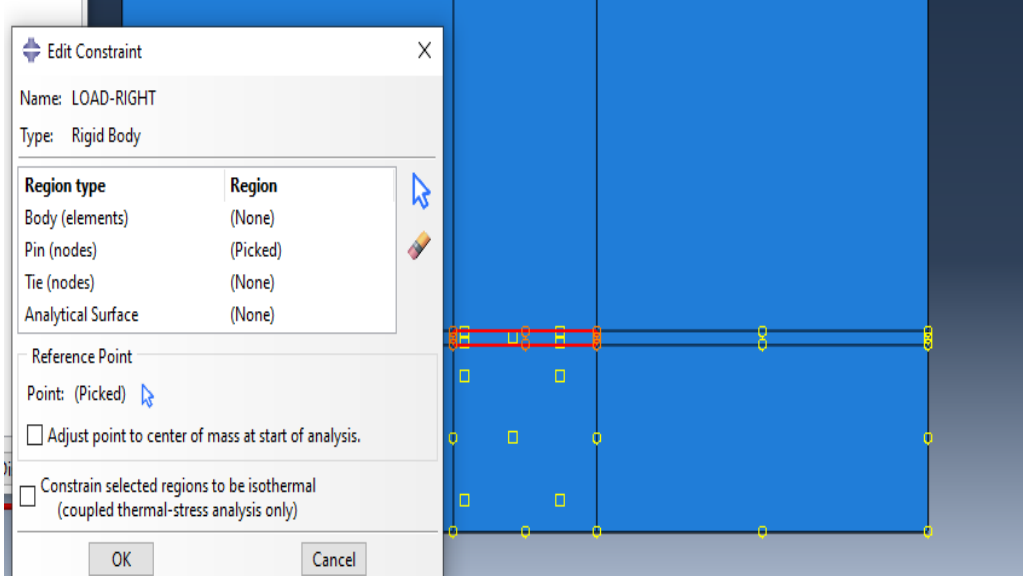 Edit Constraint
Name: LOAD-RIGHT
Type: Rigid Body
Region type Region
Body (elements) (None)
Pin (nodes) (Picked)
Tie (nodes) (None)
Analytical Surface (None)
Reference Point
Point: (Picked)
Adjust point to center of mass at start of analysis.
Constrain selected regions to be isothermal
(coupled thermal-stress analysis only)
OK Cancel